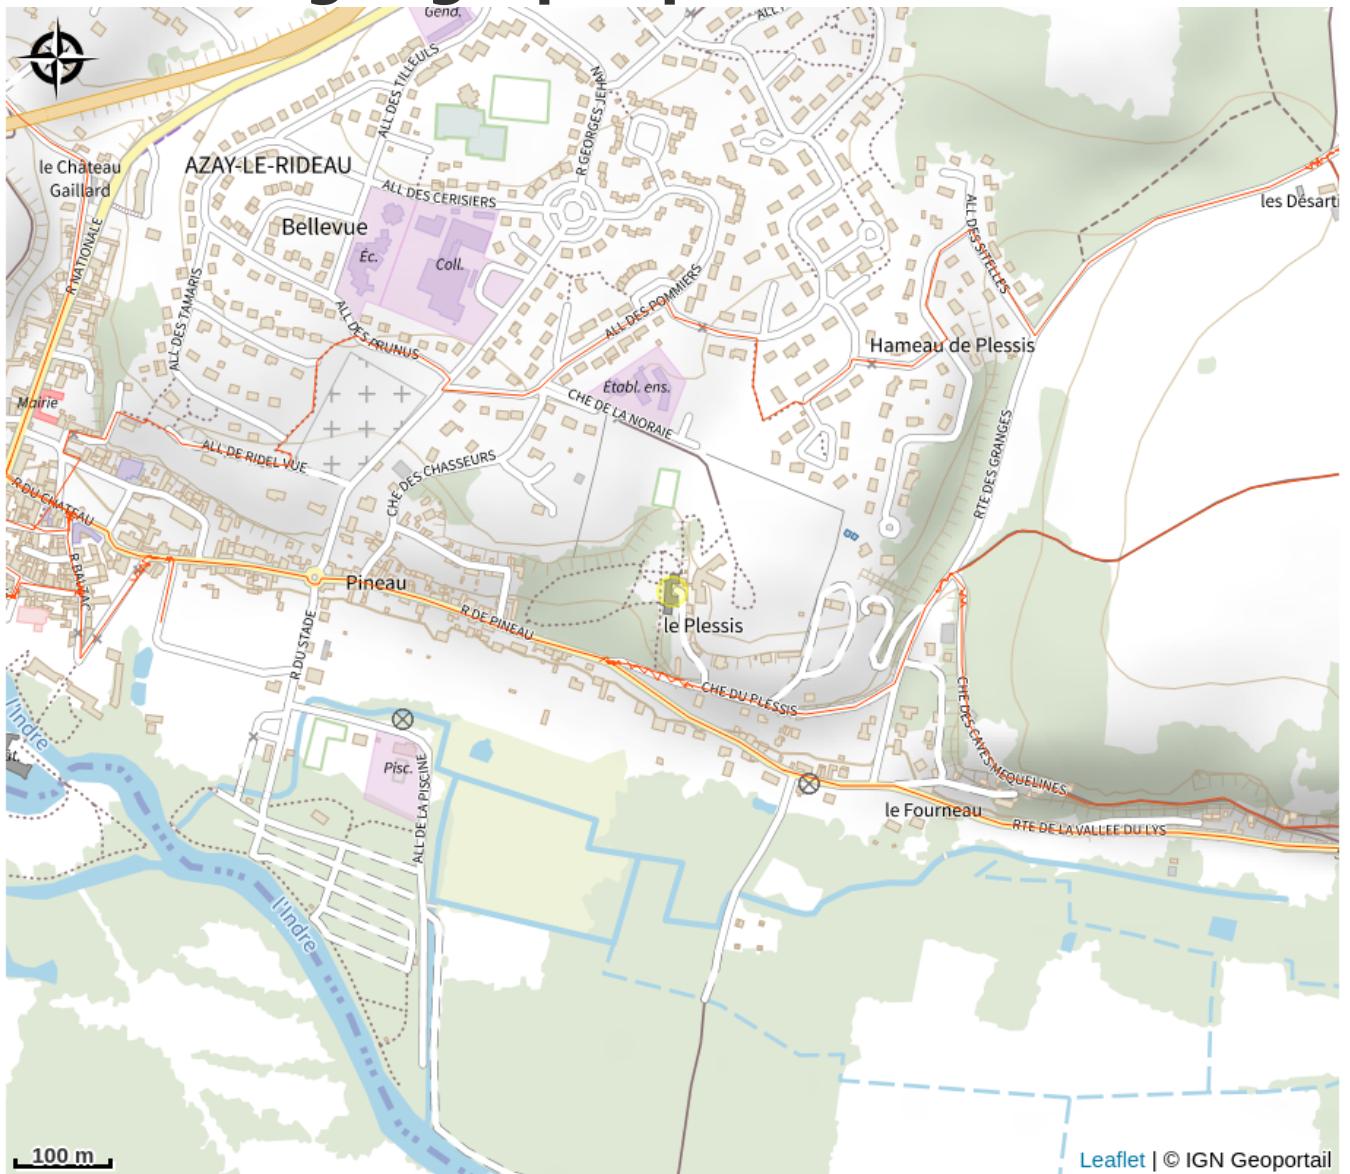 Gend.
ALL DES TILLEULS
R GEORGES JEHAN
le Château
Gaillard
AZAY-LE-RIDEAU
ALL DES CERISIERS
Bellevue
Éc.
Coll.
R NATIONALE
ALL DES TAMARIS
ALL DES PRUNUS
ALL DES POMMIERS
ALL DES SITELLES
les Désarti
Hameau de Plessis
Établ. ens.
CHE DE LA NORAIE
Mairie
ALL DE RIDEL VUE
CHE DES CHASSEURS
RTE DES GRANGES
R DU CHATEAU
R BALZAC
Pineau
R DE PINEAU
le Plessis
R DU STADE
CHE DU PLESSIS
CHE DES CAVES MEQUELINES
l'Indre
Pisc.
ALL DE LA PISCINE
le Fourneau
RTE DE LA VALLEE DU LYS
l'Indre
100 m
Leaflet | © IGN Geoportail